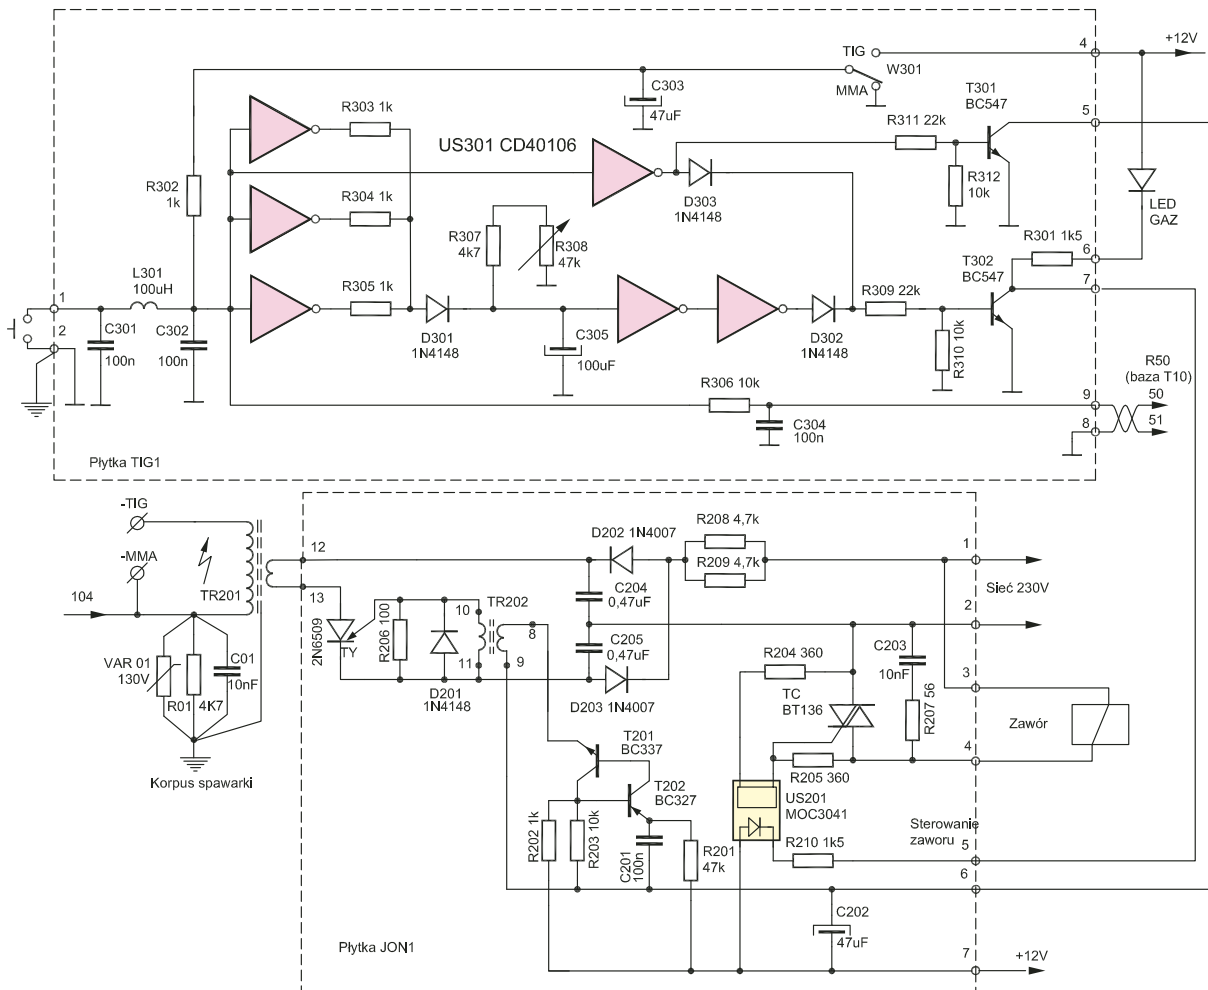 TIG
W301
MMA
4
+12V
C303
47uF
T301
BC547
R303 1k
US301 CD40106
R311 22k
5
R302
1k
R304 1k
D303
1N4148
R312
10k
LED
GAZ
R307
4k7
R308
47k
R301 1k5
6
T302
BC547
7
L301
100uH
R305 1k
R309 22k
1
2
C301
100n
C302
100n
D301
1N4148
C305
100uF
D302
1N4148
R310 10k
R50
(baza T10)
R306 10k
9
50
C304
100n
8
51
Płytka TIG1
-TIG
-MMA
TR201
104
VAR 01
130V
R01
4K7
C01
10nF
Korpus spawarki
12
13
D202 1N4007
R208 4,7k
R209 4,7k
1
Sieć 230V
2
C204
0,47uF
C205
0,47uF
2N6509
TY
R206 100
10
TR202
8
11
9
D201
1N4148
D203 1N4007
R204 360
C203
10nF
3
TC
BT136
R207 56
Zawór
4
R205 360
T201
BC337
T202
BC327
US201
MOC3041
Sterowanie
zaworu
R202 1k
R203 10k
C201
100n
R201
47k
R210 1k5
5
6
C202
47uF
7
+12V
Płytka JON1